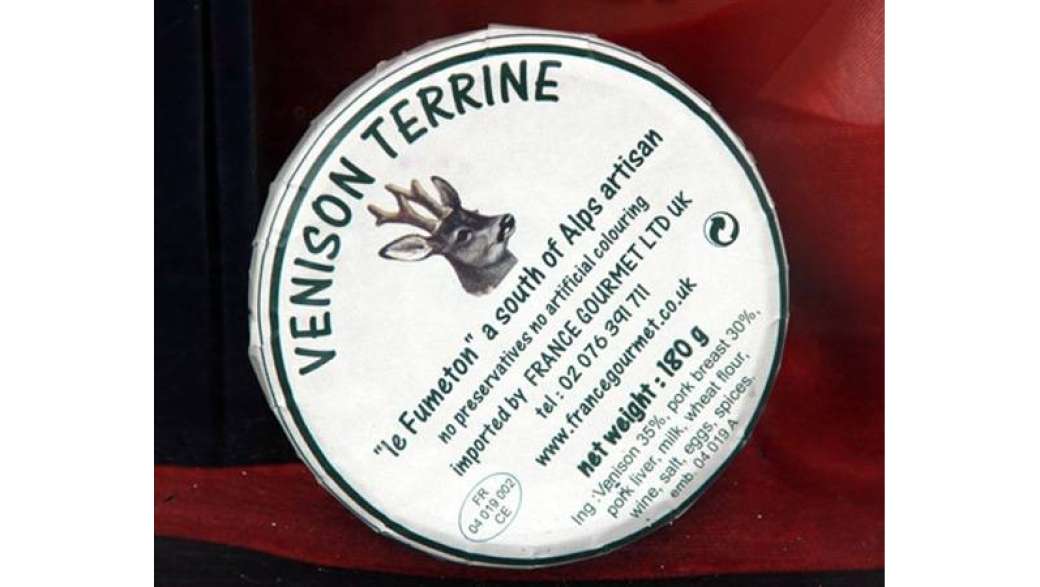 VENISON TERRINE
"le Fumeton" a south of Alps artisan
no preservatives no artificial colouring
imported by FRANCE GOURMET LTD UK
tel : 02 076 391 711
www.francegourmet.co.uk
net weight : 180 g
Ing : Venison 35%, pork breast 30%,
pork liver, milk, wheat flour,
wine, salt, eggs, spices.
emb. 04 019 A
FR
04 019 002
CE